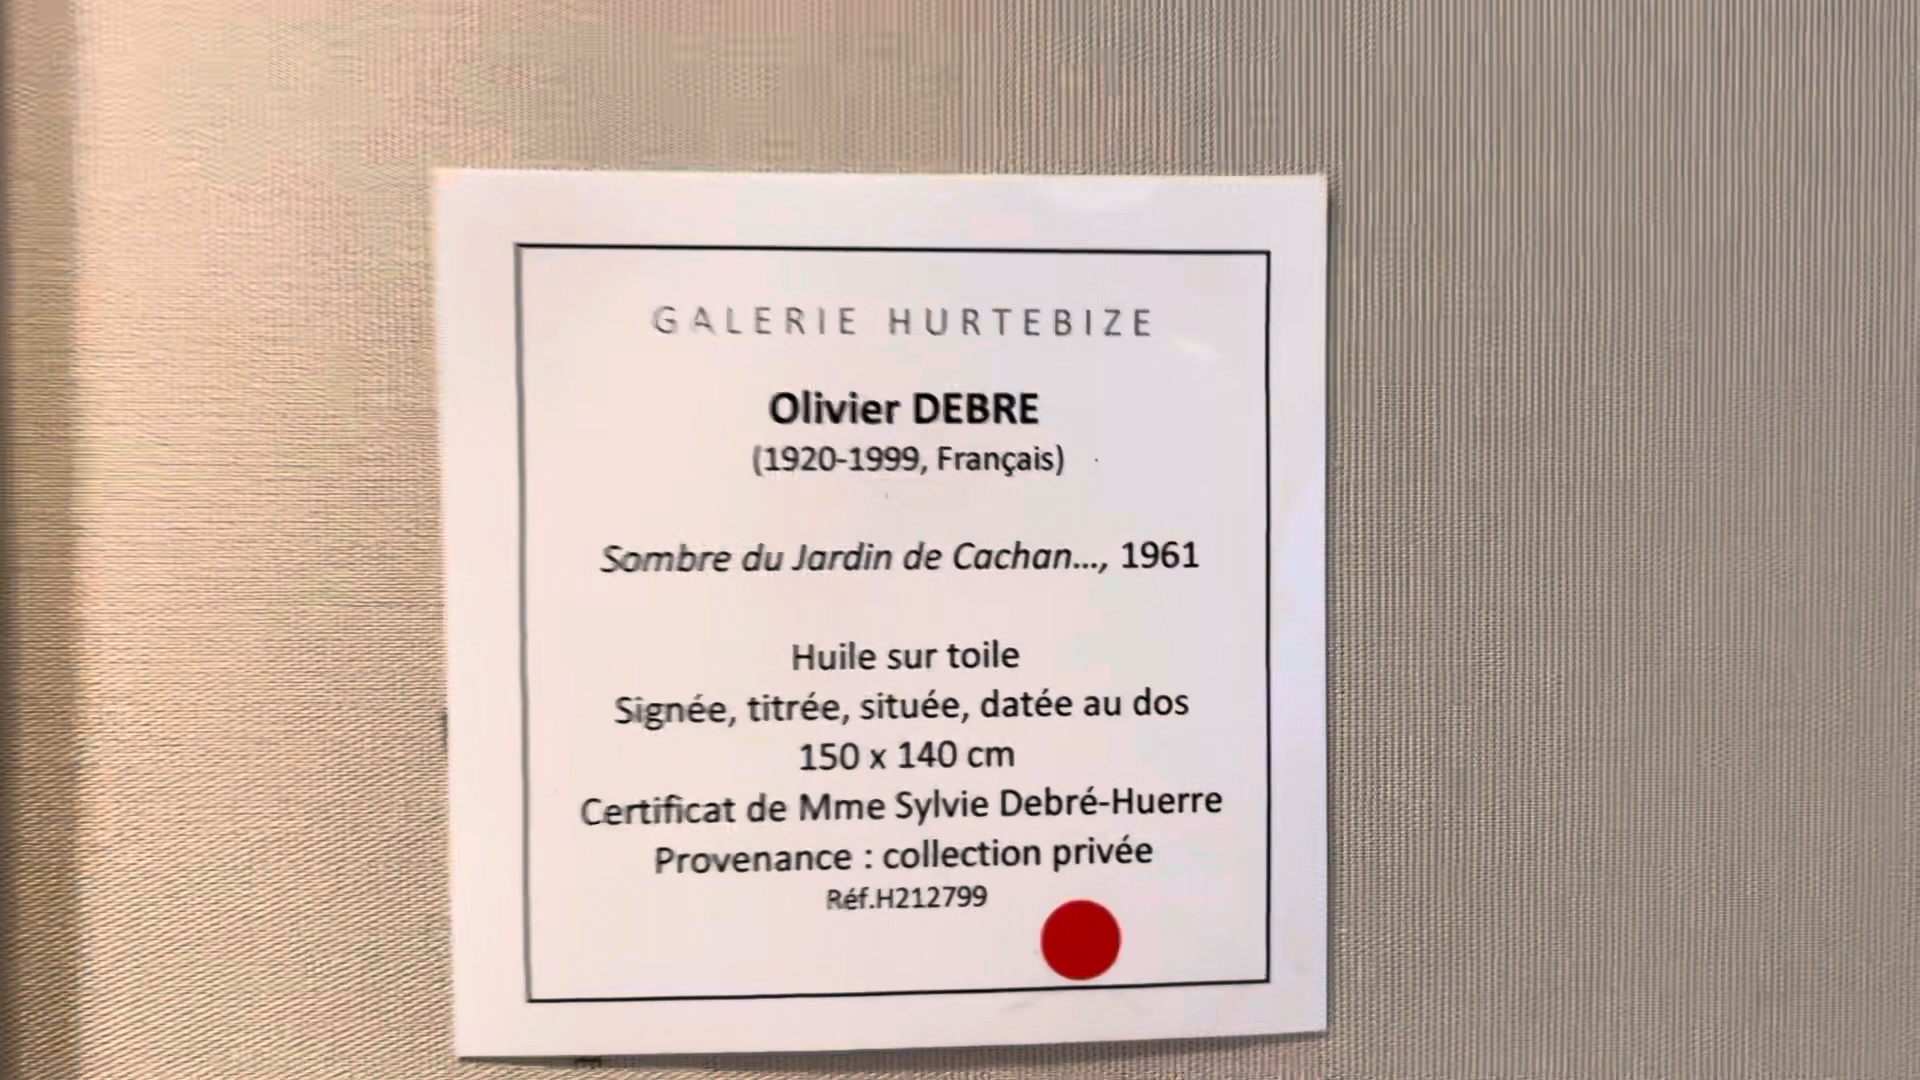 GALERIE HURTEBIZE
Olivier DEBRE
(1920-1999, Français)
Sombre du Jardin de Cachan..., 1961
Huile sur toile
Signée, titrée, située, datée au dos
150 x 140 cm
Certificat de Mme Sylvie Debré-Huerre
Provenance : collection privée
Réf.H212799